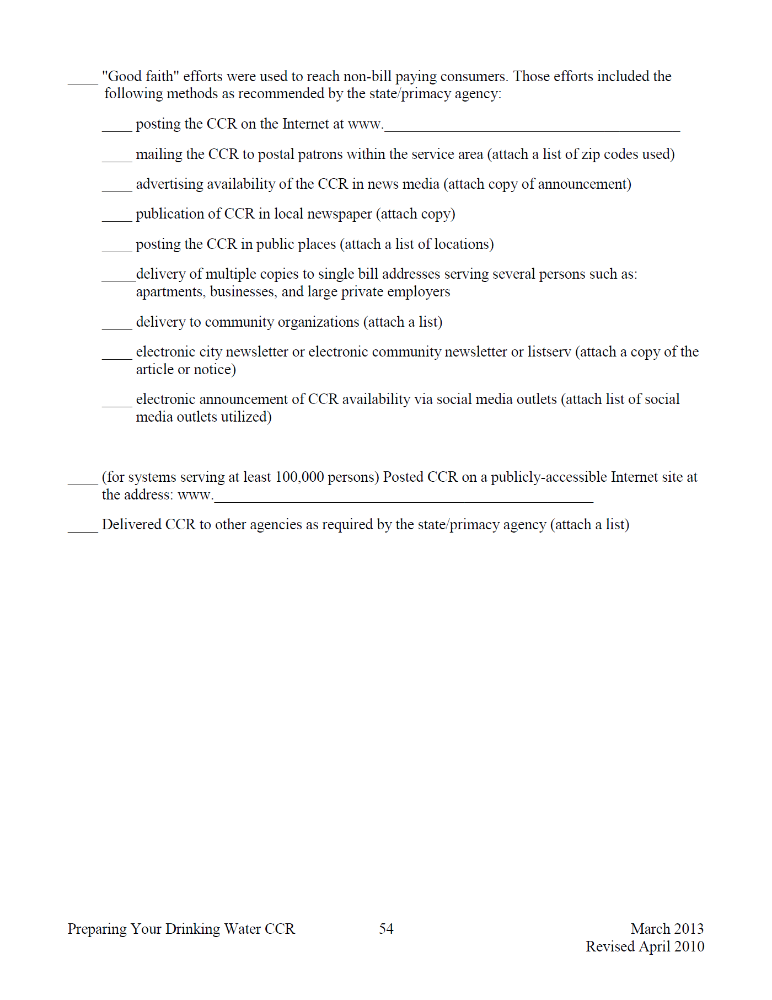 ____ "Good faith" efforts were used to reach non-bill paying consumers. Those efforts included the
following methods as recommended by the state/primacy agency:
____ posting the CCR on the Internet at www.______________________________________
____ mailing the CCR to postal patrons within the service area (attach a list of zip codes used)
____ advertising availability of the CCR in news media (attach copy of announcement)
____ publication of CCR in local newspaper (attach copy)
____ posting the CCR in public places (attach a list of locations)
____delivery of multiple copies to single bill addresses serving several persons such as:
apartments, businesses, and large private employers
____ delivery to community organizations (attach a list)
____ electronic city newsletter or electronic community newsletter or listserv (attach a copy of the
article or notice)
____ electronic announcement of CCR availability via social media outlets (attach list of social
media outlets utilized)
____ (for systems serving at least 100,000 persons) Posted CCR on a publicly-accessible Internet site at
the address: www.__________________________________________________
____ Delivered CCR to other agencies as required by the state/primacy agency (attach a list)
Preparing Your Drinking Water CCR 54 March 2013
Revised April 2010